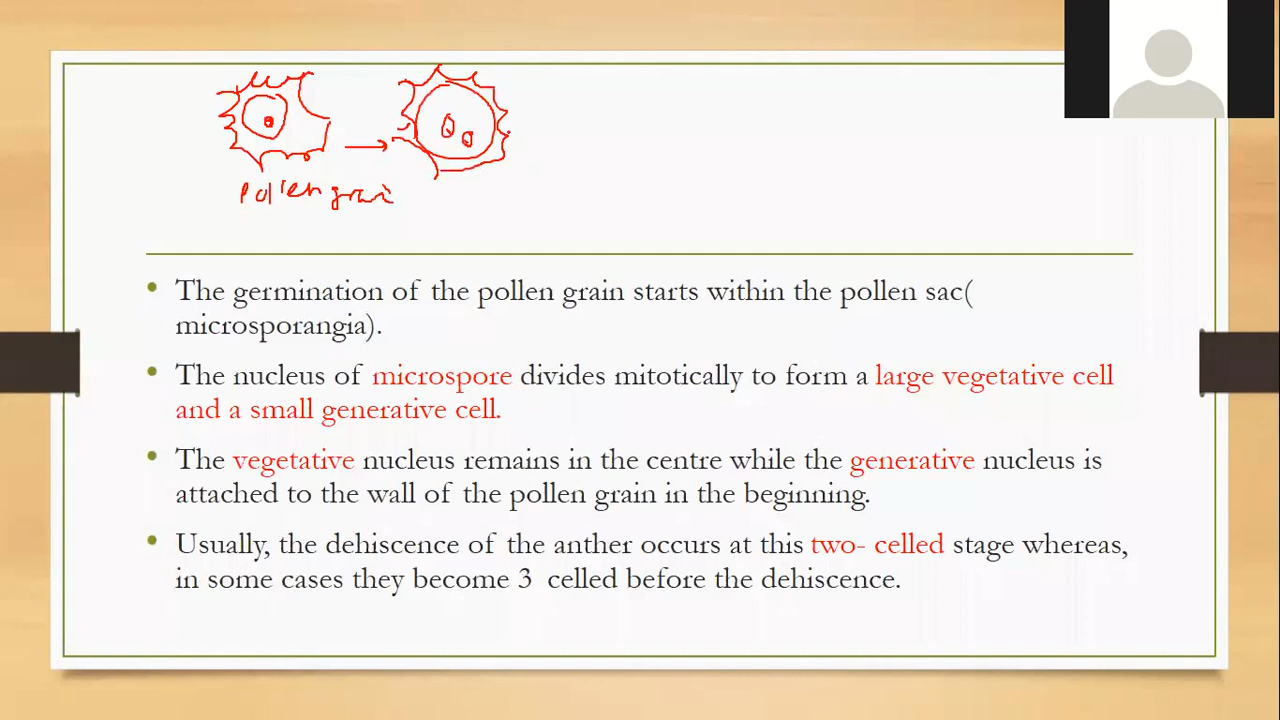 Pollen grain
The germination of the pollen grain starts within the pollen sac(
microsporangia).
The nucleus of microspore divides mitotically to form a large vegetative cell
and a small generative cell.
The vegetative nucleus remains in the centre while the generative nucleus is
attached to the wall of the pollen grain in the beginning.
Usually, the dehiscence of the anther occurs at this two- celled stage whereas,
in some cases they become 3 celled before the dehiscence.